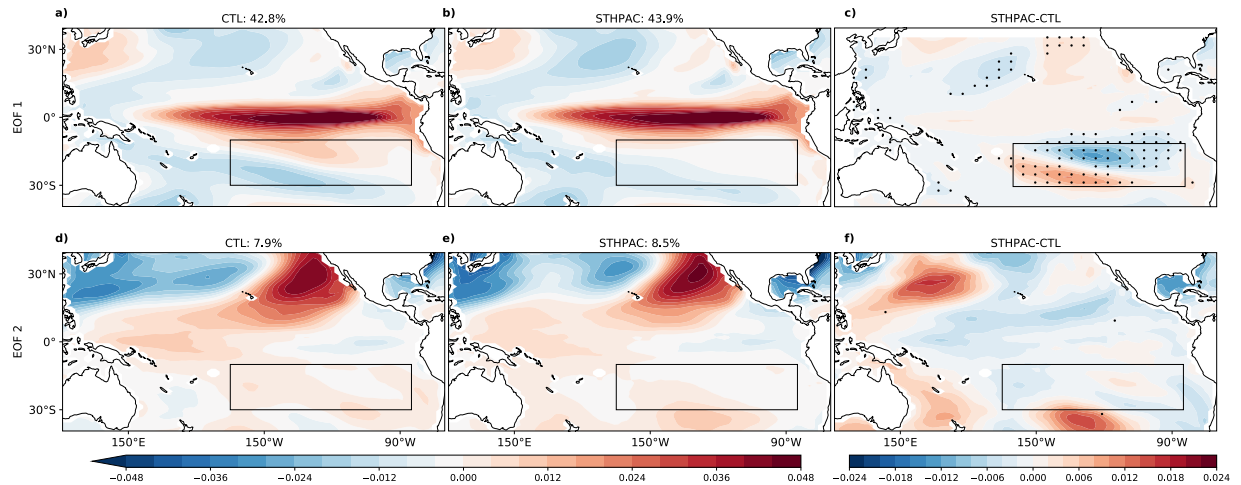 a) CTL: 42.8% b) STHPAC: 43.9% c) STHPAC-CTL
30°N
EOF 1 0°
30°S
d) CTL: 7.9% e) STHPAC: 8.5% f) STHPAC-CTL
30°N
EOF 2 0°
30°S
150°E 150°W 90°W 150°E 150°W 90°W 150°E 150°W 90°W
−0.048 −0.036 −0.024 −0.012 0.000 0.012 0.024 0.036 0.048 −0.024 −0.018 −0.012 −0.006 0.000 0.006 0.012 0.018 0.024